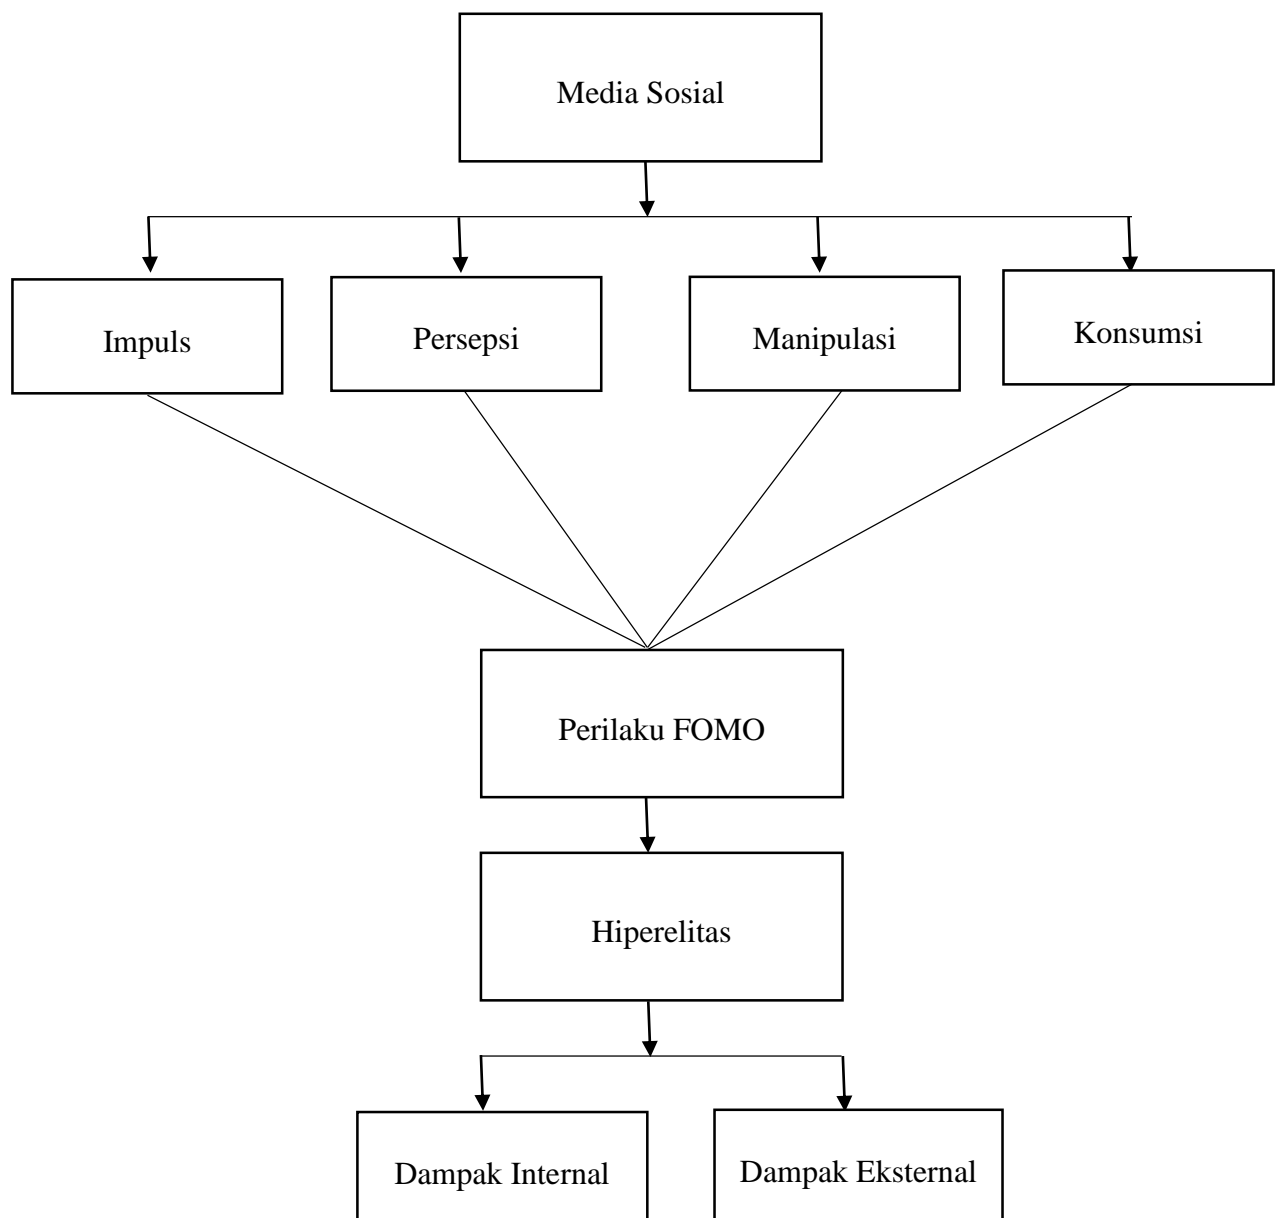 Media Sosial
Impuls
Persepsi
Manipulasi
Konsumsi
Perilaku FOMO
Hiperelitas
Dampak Internal
Dampak Eksternal